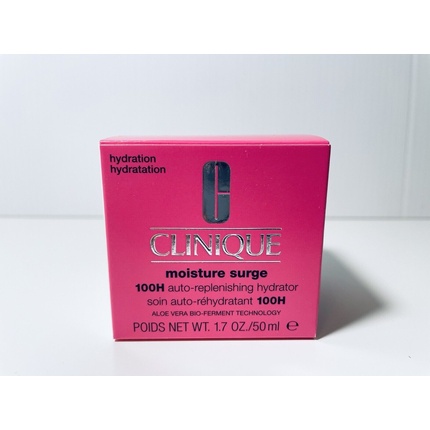 hydration
hydratation
CLINIQUE
moisture surge
100H auto-replenishing hydrator
soin auto-réhydratant 100H
ALOE VERA BIO-FERMENT TECHNOLOGY
POIDS NET WT. 1.7 OZ./50 ml ℮